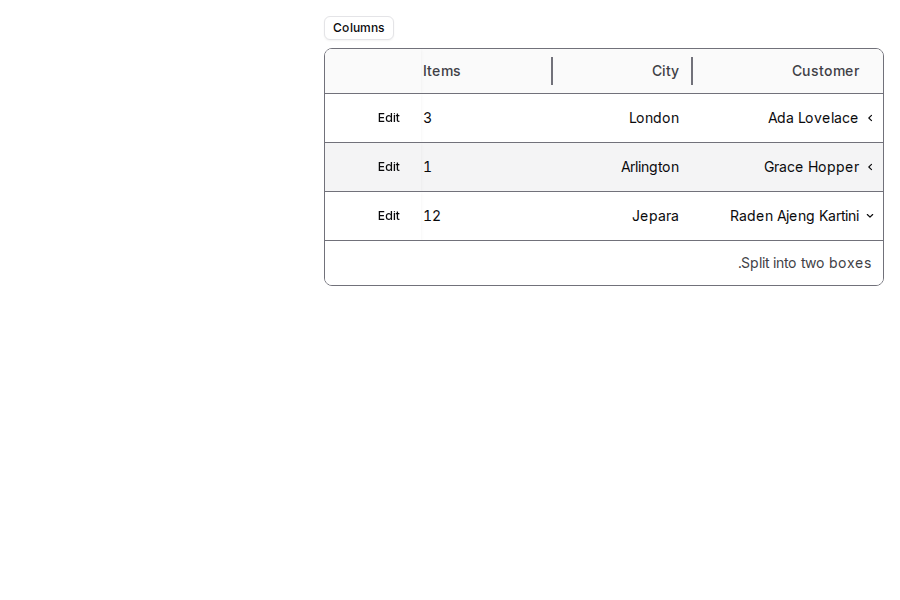 Columns
Customer City Items
Ada Lovelace London 3 Edit
Grace Hopper Arlington 1 Edit
Raden Ajeng Kartini Jepara 12 Edit
.Split into two boxes